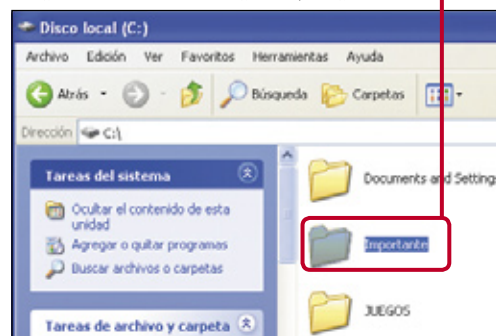 Disco local (C:)
Archivo Edición Ver Favoritos Herramientas Ayuda
Atrás Búsqueda Carpetas
Dirección C:\
Tareas del sistema
Ocultar el contenido de esta
unidad
Agregar o quitar programas
Buscar archivos o carpetas
Tareas de archivo y carpeta
Documents and Settings
Importante
JUEGOS